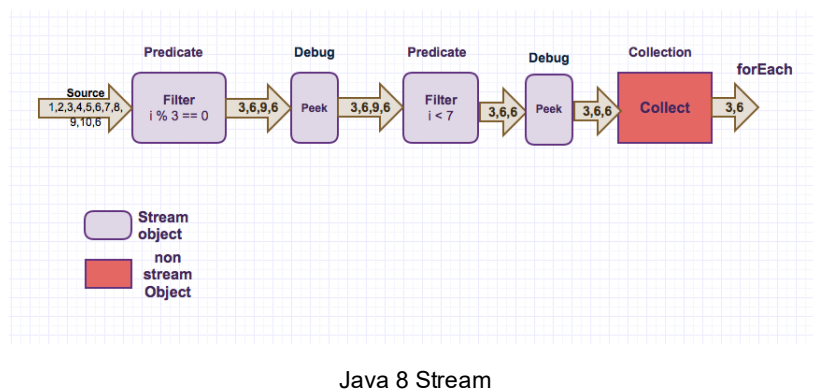 Predicate
Debug
Predicate
Debug
Collection
forEach
Source
1,2,3,4,5,6,7,8,
9,10,6
Filter
i % 3 == 0
3,6,9,6
Peek
3,6,9,6
Filter
i < 7
3,6,6
Peek
3,6,6
Collect
3,6
Stream
object
non
stream
Object
Java 8 Stream